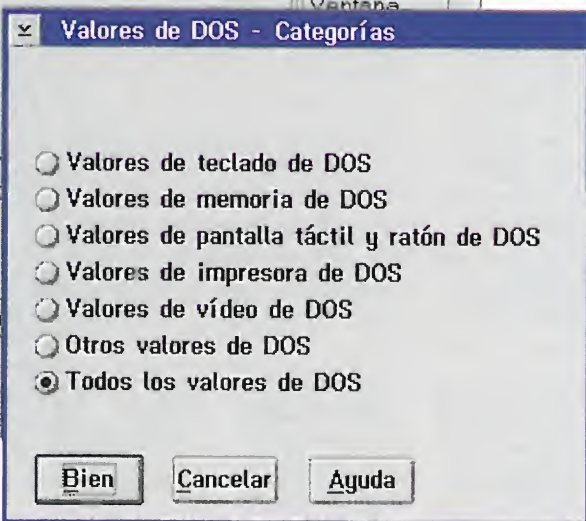 Ventana
Valores de DOS - Categorías
Valores de teclado de DOS
Valores de memoria de DOS
Valores de pantalla táctil y ratón de DOS
Valores de impresora de DOS
Valores de vídeo de DOS
Otros valores de DOS
Todos los valores de DOS
Bien Cancelar Ayuda